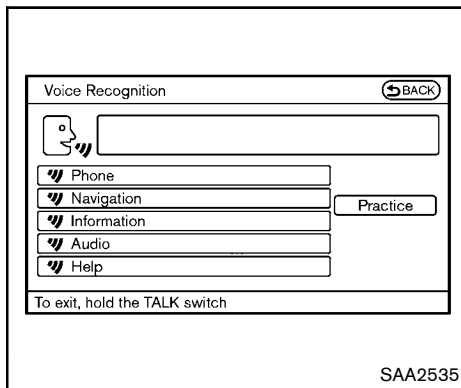 Voice Recognition
BACK
Phone
Navigation
Practice
Information
Audio
Help
To exit, hold the TALK switch
SAA2535